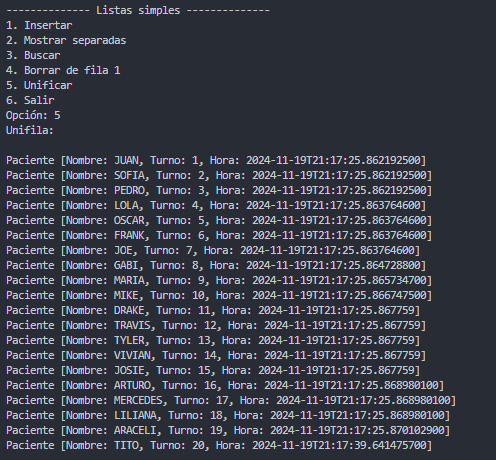 -------------- Listas simples --------------
1. Insertar
2. Mostrar separadas
3. Buscar
4. Borrar de fila 1
5. Unificar
6. Salir
Opción: 5
Unifila:
Paciente [Nombre: JUAN, Turno: 1, Hora: 2024-11-19T21:17:25.862192500]
Paciente [Nombre: SOFIA, Turno: 2, Hora: 2024-11-19T21:17:25.862192500]
Paciente [Nombre: PEDRO, Turno: 3, Hora: 2024-11-19T21:17:25.862192500]
Paciente [Nombre: LOLA, Turno: 4, Hora: 2024-11-19T21:17:25.863764600]
Paciente [Nombre: OSCAR, Turno: 5, Hora: 2024-11-19T21:17:25.863764600]
Paciente [Nombre: FRANK, Turno: 6, Hora: 2024-11-19T21:17:25.863764600]
Paciente [Nombre: JOE, Turno: 7, Hora: 2024-11-19T21:17:25.863764600]
Paciente [Nombre: GABI, Turno: 8, Hora: 2024-11-19T21:17:25.864728800]
Paciente [Nombre: MARIA, Turno: 9, Hora: 2024-11-19T21:17:25.865734700]
Paciente [Nombre: MIKE, Turno: 10, Hora: 2024-11-19T21:17:25.866747500]
Paciente [Nombre: DRAKE, Turno: 11, Hora: 2024-11-19T21:17:25.867759]
Paciente [Nombre: TRAVIS, Turno: 12, Hora: 2024-11-19T21:17:25.867759]
Paciente [Nombre: TYLER, Turno: 13, Hora: 2024-11-19T21:17:25.867759]
Paciente [Nombre: VIVIAN, Turno: 14, Hora: 2024-11-19T21:17:25.867759]
Paciente [Nombre: JOSIE, Turno: 15, Hora: 2024-11-19T21:17:25.867759]
Paciente [Nombre: ARTURO, Turno: 16, Hora: 2024-11-19T21:17:25.868980100]
Paciente [Nombre: MERCEDES, Turno: 17, Hora: 2024-11-19T21:17:25.868980100]
Paciente [Nombre: LILIANA, Turno: 18, Hora: 2024-11-19T21:17:25.868980100]
Paciente [Nombre: ARACELI, Turno: 19, Hora: 2024-11-19T21:17:25.870102900]
Paciente [Nombre: TITO, Turno: 20, Hora: 2024-11-19T21:17:39.641475700]